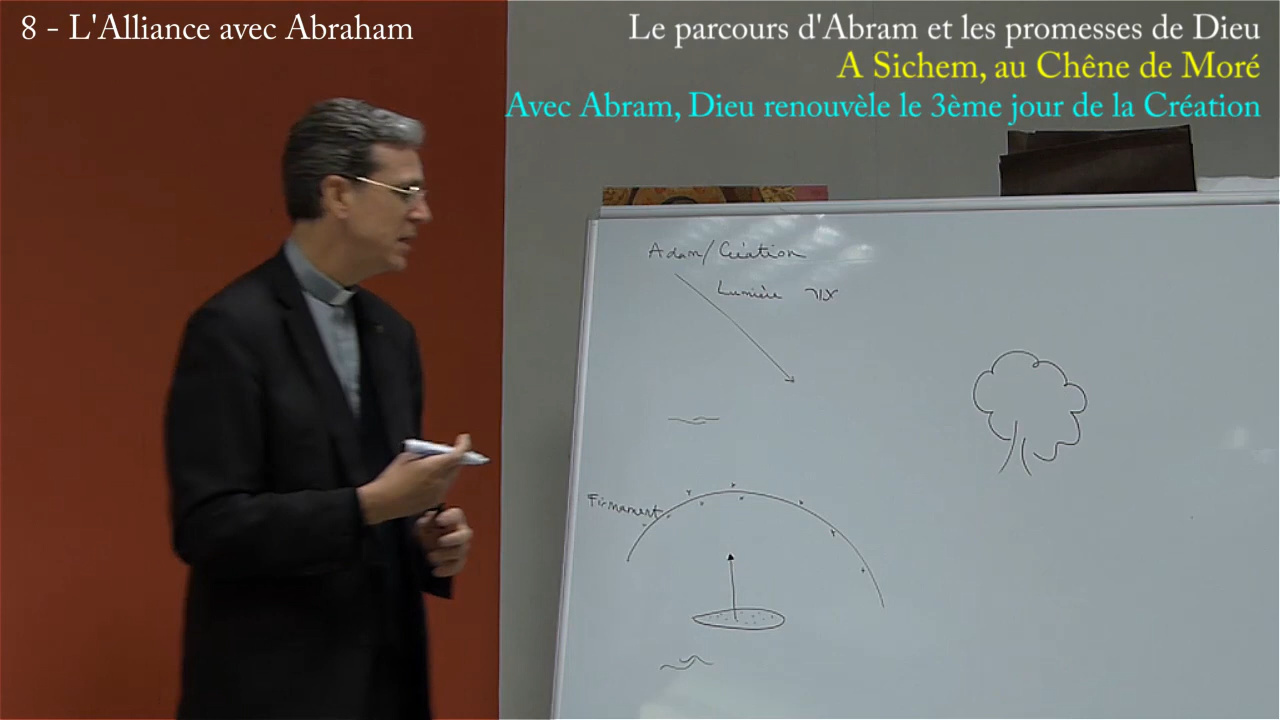 8 - L'Alliance avec Abraham
Le parcours d'Abram et les promesses de Dieu
A Sichem, au Chêne de Moré
Avec Abram, Dieu renouvèle le 3ème jour de la Création
Adam/Création
Lumière אור
Firmament